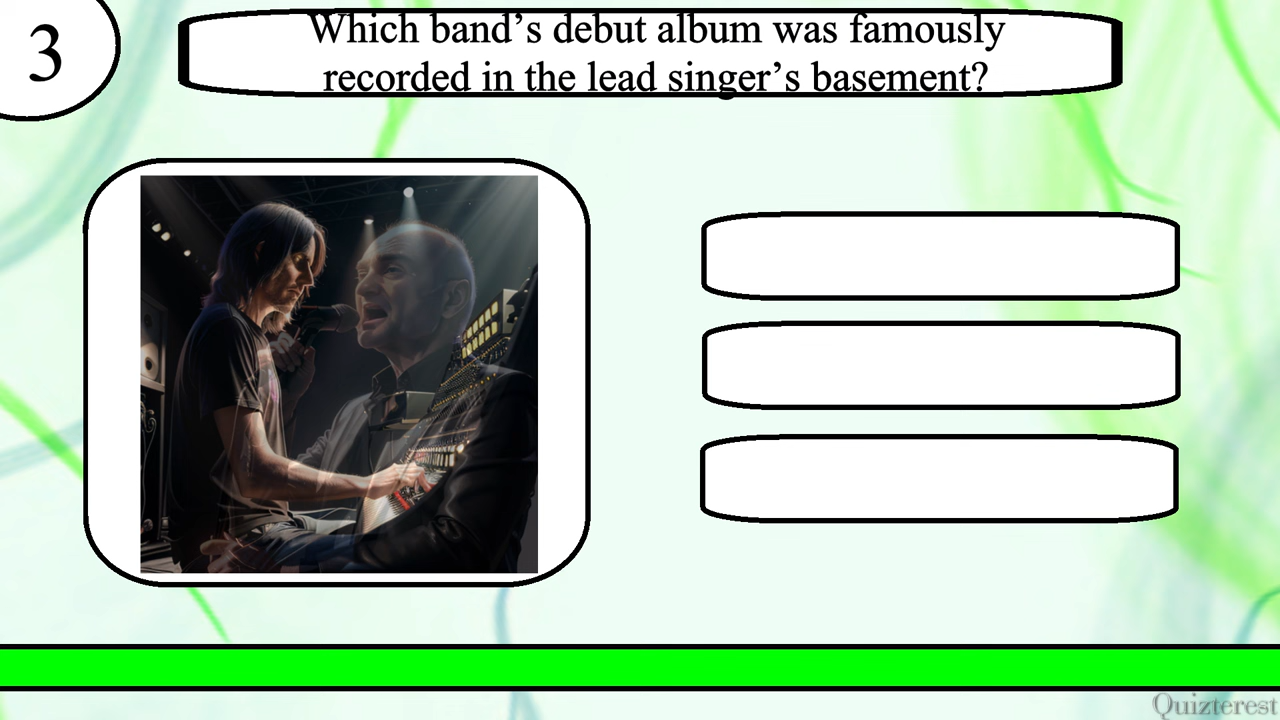 3
Which band’s debut album was famously
recorded in the lead singer’s basement?
Quizterest